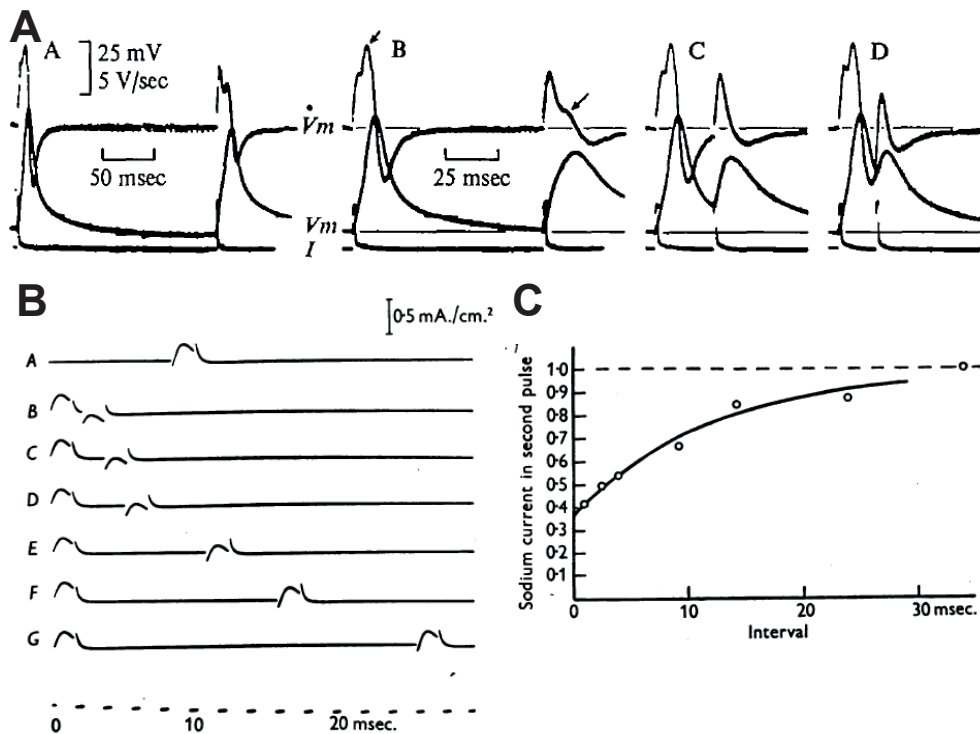 A
A
25 mV
5 V/sec
V̇m
50 msec
B
25 msec
C
D
Vm
I
B
0·5 mA./cm.²
A
B
C
D
E
F
G
0 10 20 msec.
C
Sodium current in second pulse
1·0
0·9
0·8
0·7
0·6
0·5
0·4
0·3
0·2
0·1
0 10 20 30 msec.
Interval